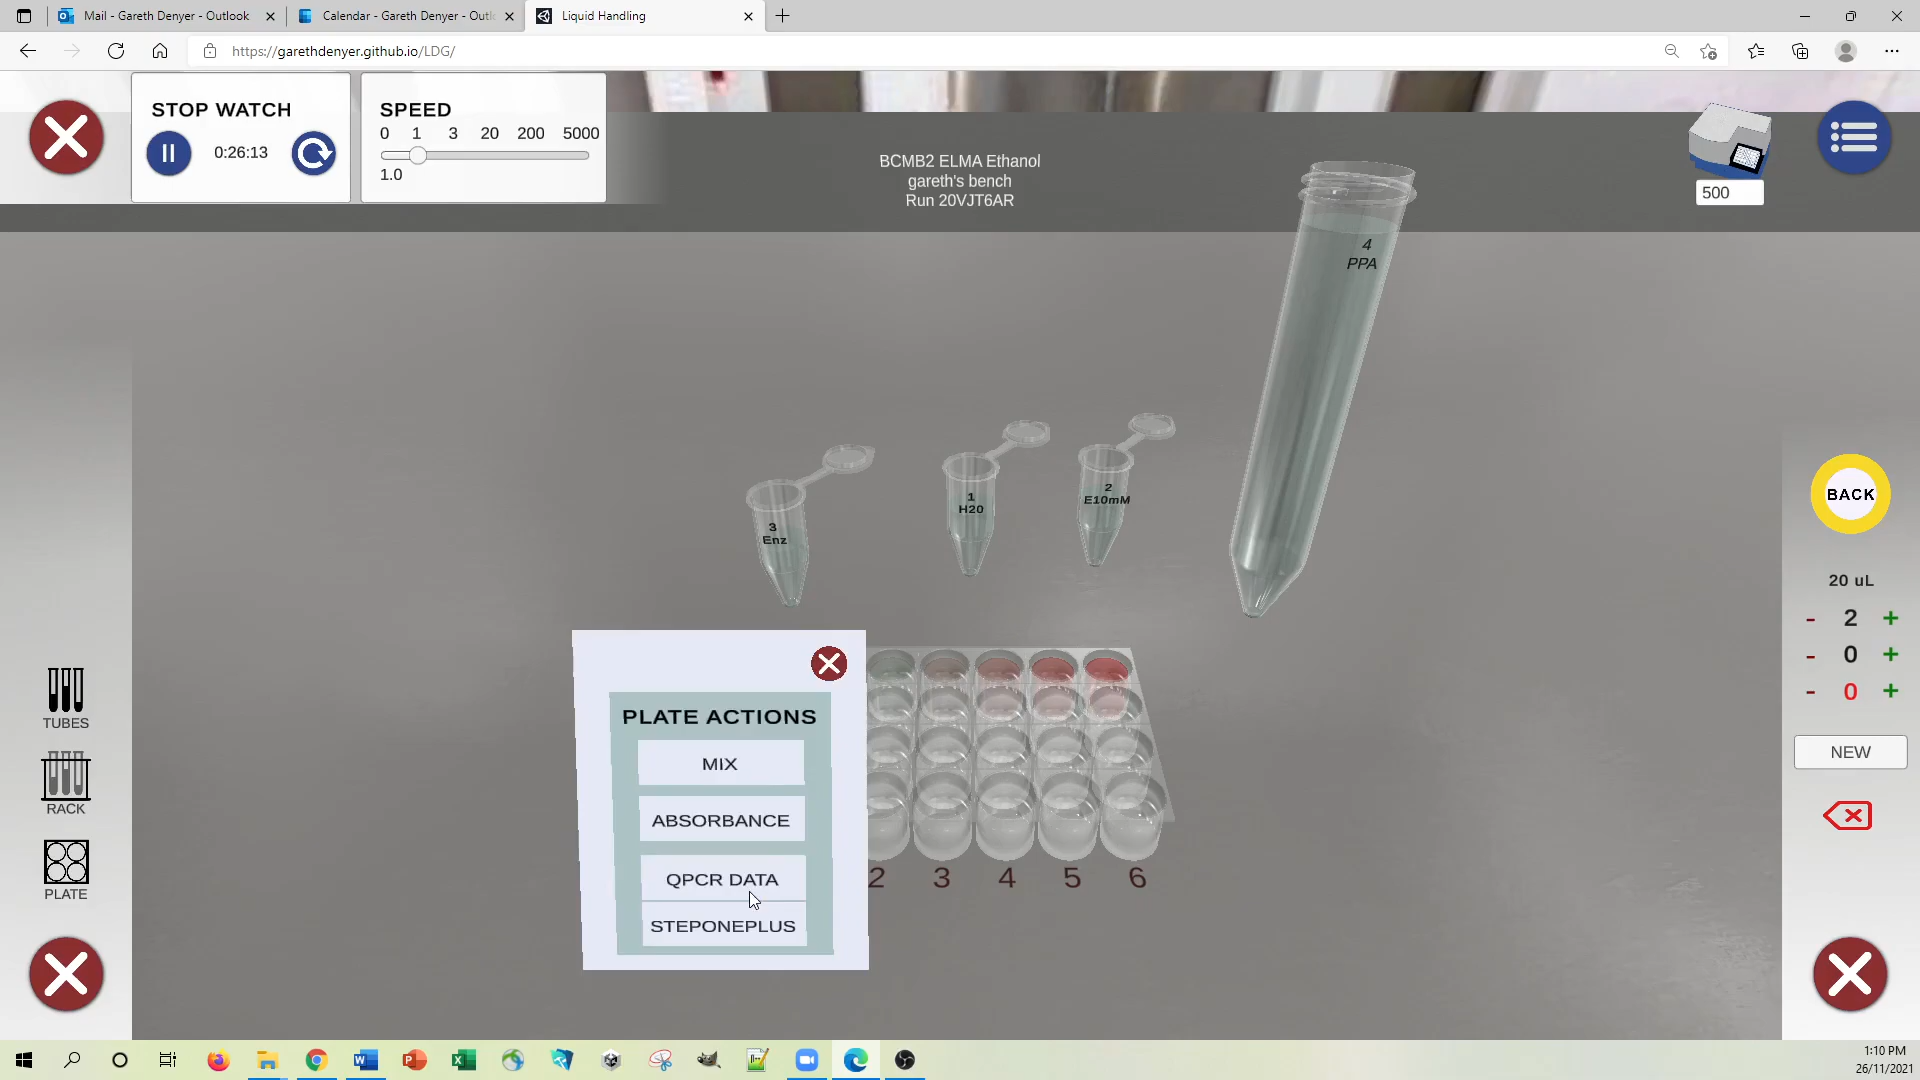 Mail - Gareth Denyer - Outlook
Calendar - Gareth Denyer - Outl
Liquid Handling
https://garethdenyer.github.io/LDG/
STOP WATCH
0:26:13
SPEED
0 1 3 20 200 5000
1.0
BCMB2 ELMA Ethanol
gareth's bench
Run 20VJT6AR
500
4
PPA
3
Enz
1
H20
2
E10mM
BACK
20 uL
- 2 +
- 0 +
- 0 +
NEW
TUBES
RACK
PLATE
PLATE ACTIONS
MIX
ABSORBANCE
QPCR DATA
STEPONEPLUS
2 3 4 5 6
1:10 PM
26/11/2021